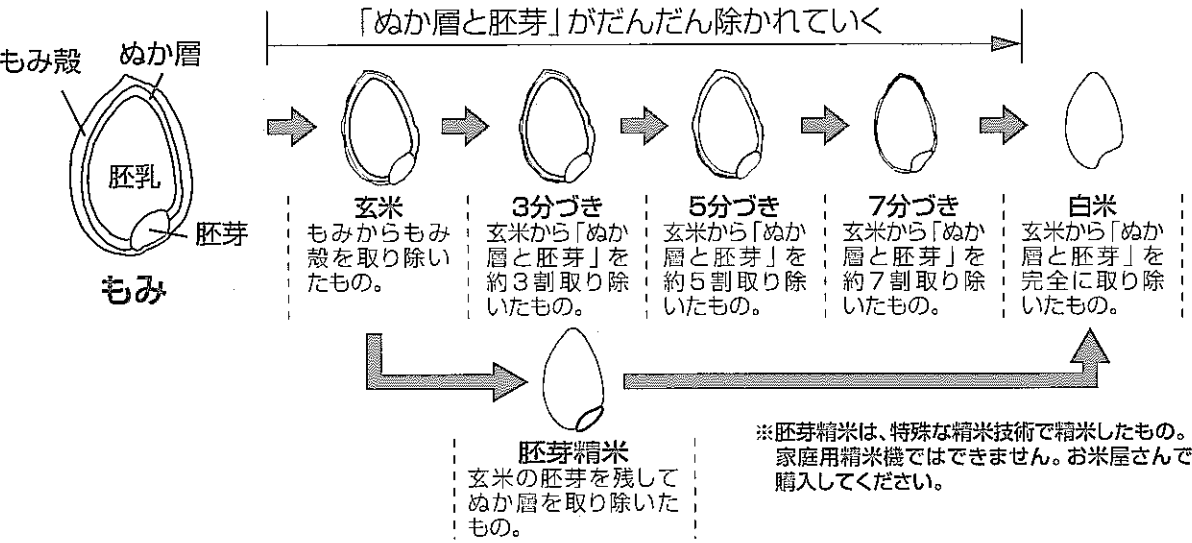 「ぬか層と胚芽」がだんだん除かれていく
もみ殻
ぬか層
胚乳
胚芽
もみ
玄米
もみからもみ
殻を取り除い
たもの。
3分づき
玄米から「ぬか
層と胚芽」を
約3割取り除
いたもの。
5分づき
玄米から「ぬか
層と胚芽」を
約5割取り除
いたもの。
7分づき
玄米から「ぬか
層と胚芽」を
約7割取り除
いたもの。
白米
玄米から「ぬか
層と胚芽」を
完全に取り除
いたもの。
胚芽精米
玄米の胚芽を残して
ぬか層を取り除いた
もの。
※胚芽精米は、特殊な精米技術で精米したもの。
家庭用精米機ではできません。お米屋さんで
購入してください。